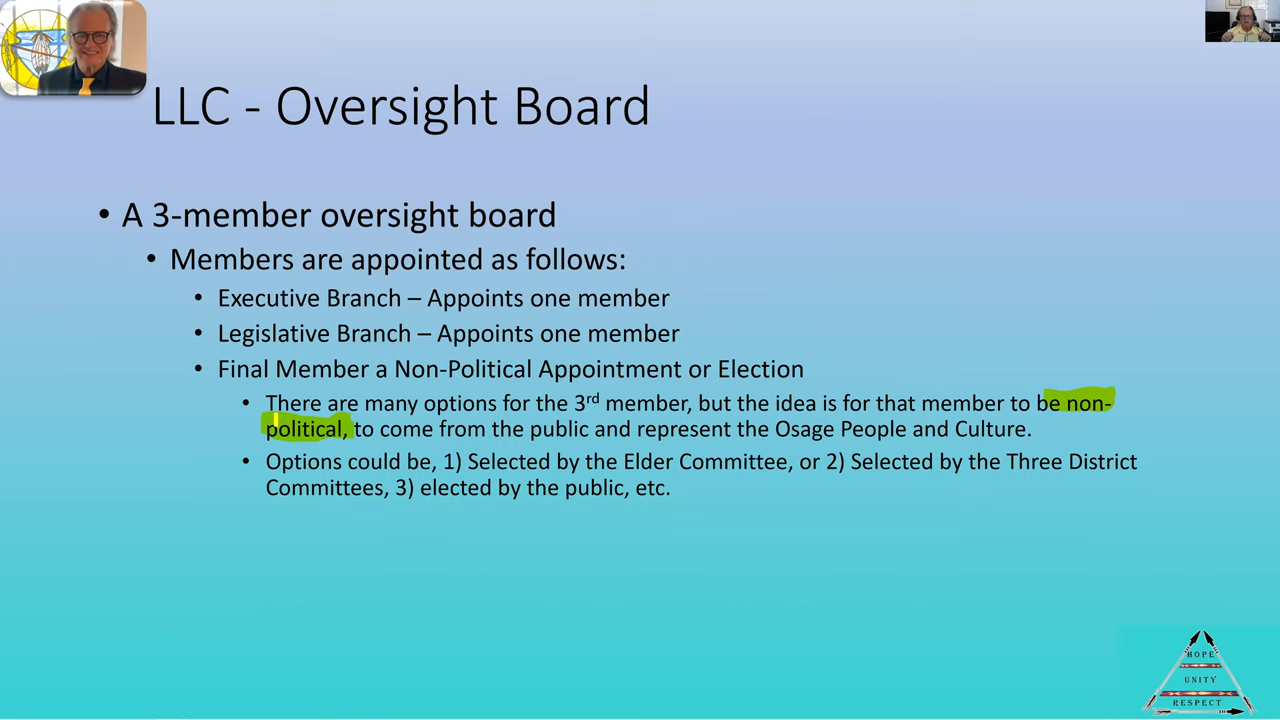 LLC - Oversight Board
• A 3-member oversight board
• Members are appointed as follows:
• Executive Branch – Appoints one member
• Legislative Branch – Appoints one member
• Final Member a Non-Political Appointment or Election
• There are many options for the 3rd member, but the idea is for that member to be non-
political, to come from the public and represent the Osage People and Culture.
• Options could be, 1) Selected by the Elder Committee, or 2) Selected by the Three District
Committees, 3) elected by the public, etc.
HOPE
UNITY
RESPECT